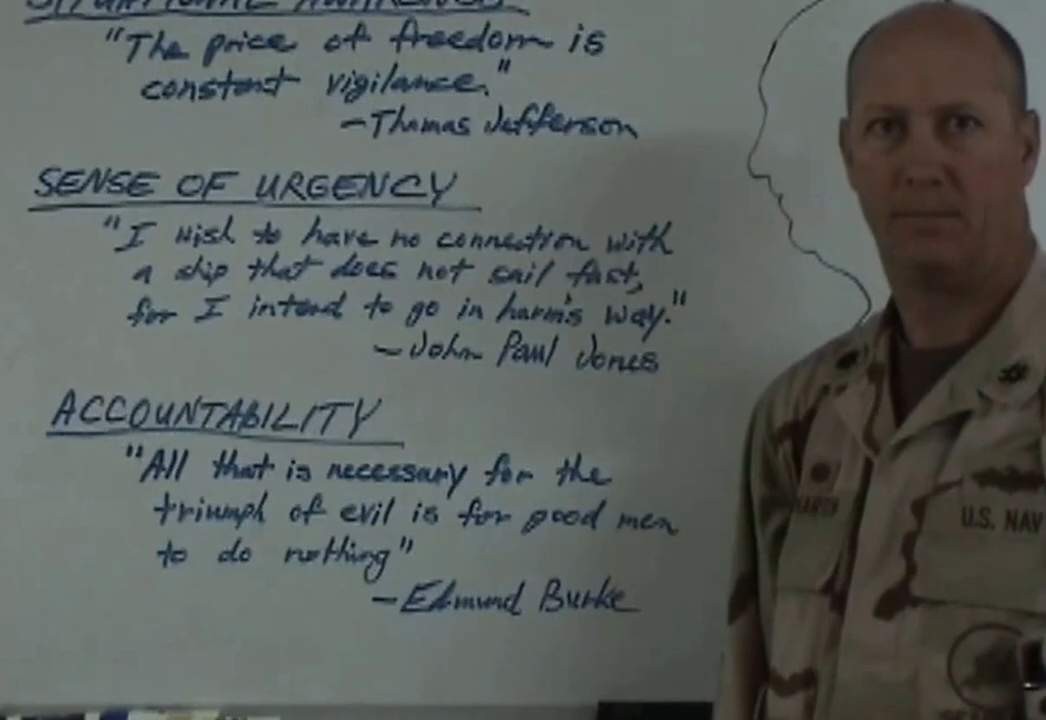 SITUATIONAL AWARENESS
"The price of freedom is
constant vigilance."
-Thomas Jefferson
SENSE OF URGENCY
"I wish to have no connection with
a ship that does not sail fast,
for I intend to go in harm's way."
-John Paul Jones
ACCOUNTABILITY
"All that is necessary for the
triumph of evil is for good men
to do nothing"
-Edmund Burke
U.S. NAV